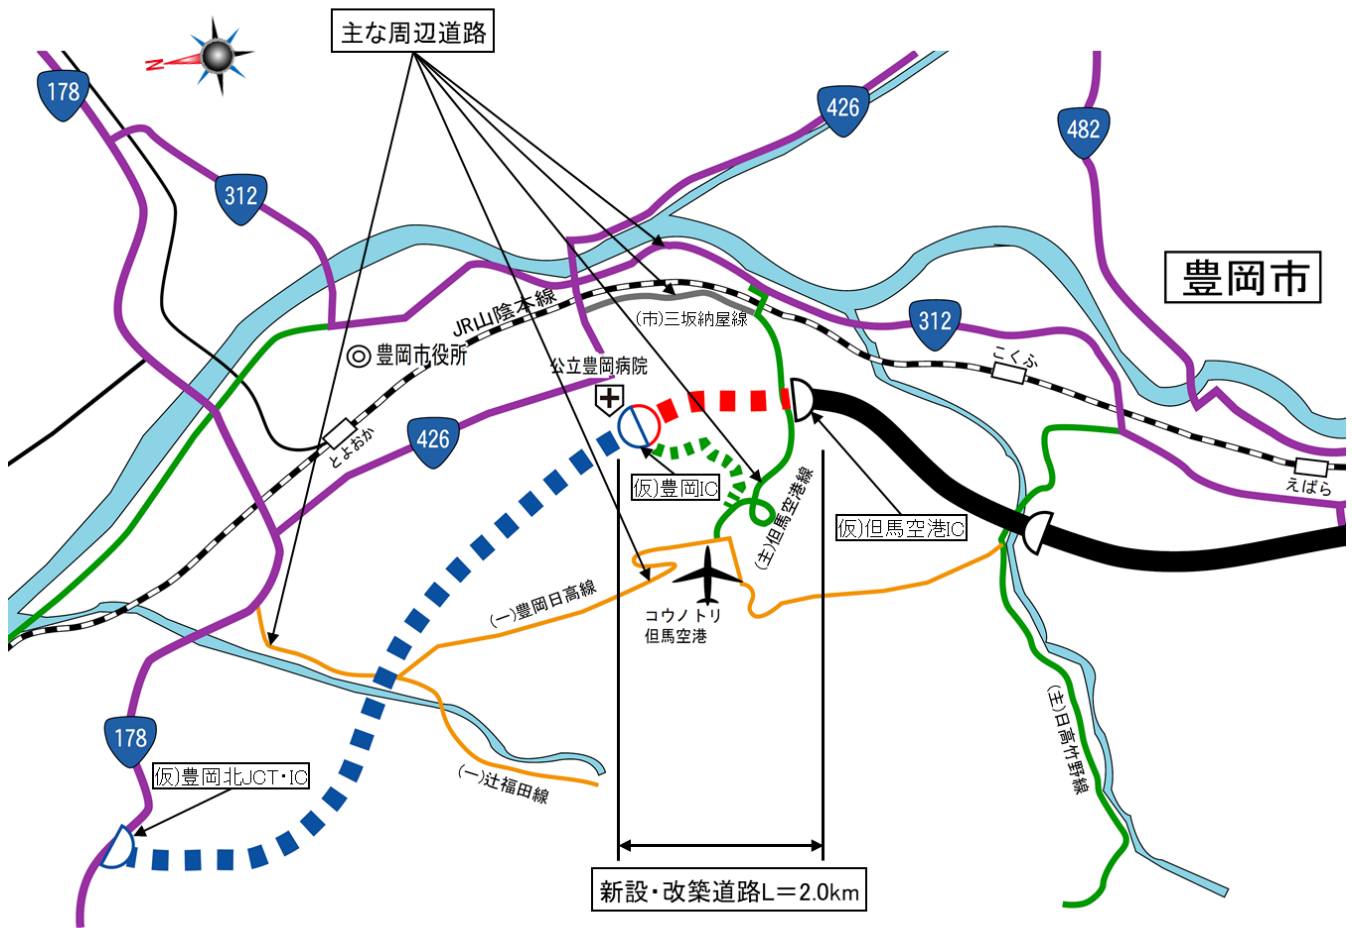 主な周辺道路
N
178
426
482
312
豊岡市
JR山陰本線
(市)三坂納屋線
312
豊岡市役所
公立豊岡病院
こくふ
とよおか
426
えばら
仮)豊岡IC
(主)但馬空港線
仮)但馬空港IC
(一)豊岡日高線
コウノトリ
但馬空港
178
仮)豊岡北JCT・IC
(一)辻福田線
(主)日高竹野線
新設・改築道路L＝2.0km